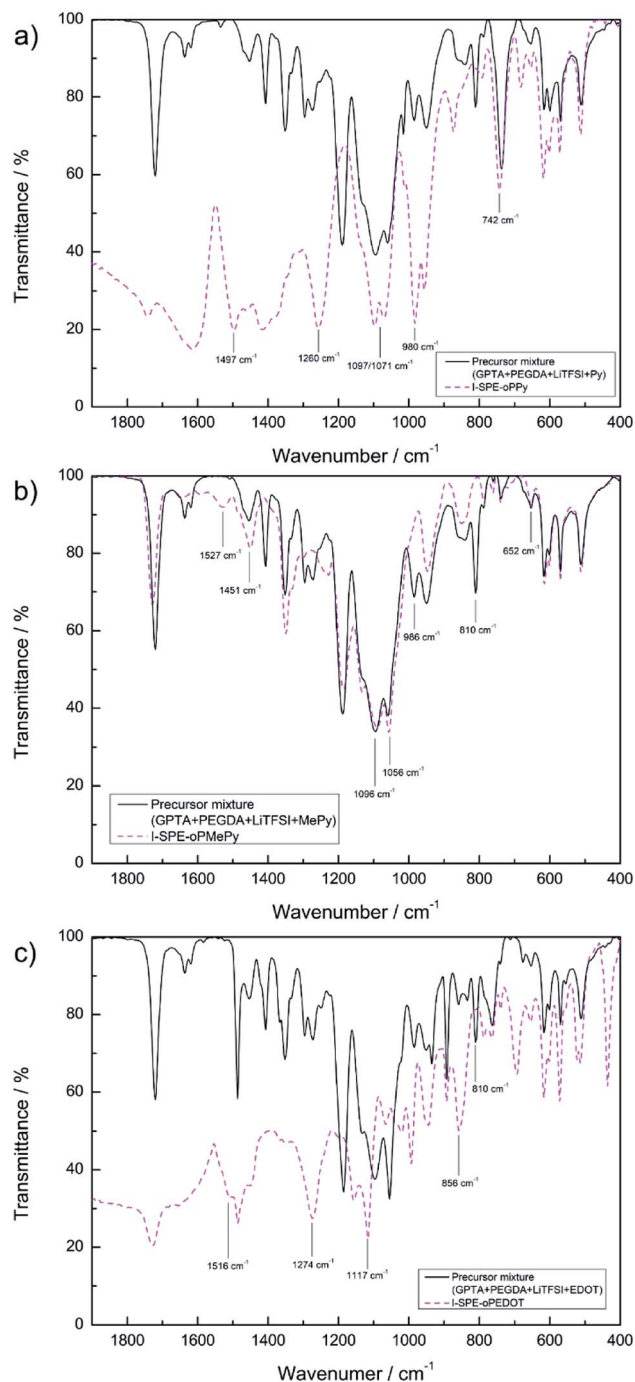 a)
100
80
60
40
20
0
Transmittance / %
1497 cm⁻¹
1260 cm⁻¹
1097/1071 cm⁻¹
980 cm⁻¹
742 cm⁻¹
Precursor mixture
(GPTA+PEGDA+LiTFSI+Py)
I-SPE-oPPy
1800 1600 1400 1200 1000 800 600 400
Wavenumber / cm⁻¹
b)
100
80
60
40
20
0
Transmittance / %
1527 cm⁻¹
1451 cm⁻¹
1096 cm⁻¹
1056 cm⁻¹
986 cm⁻¹
810 cm⁻¹
652 cm⁻¹
Precursor mixture
(GPTA+PEGDA+LiTFSI+MePy)
I-SPE-oPMePy
1800 1600 1400 1200 1000 800 600 400
Wavenumber / cm⁻¹
c)
100
80
60
40
20
0
Transmittance / %
1516 cm⁻¹
1274 cm⁻¹
1117 cm⁻¹
856 cm⁻¹
810 cm⁻¹
Precursor mixture
(GPTA+PEGDA+LiTFSI+EDOT)
I-SPE-oPEDOT
1800 1600 1400 1200 1000 800 600 400
Wavenumer / cm⁻¹